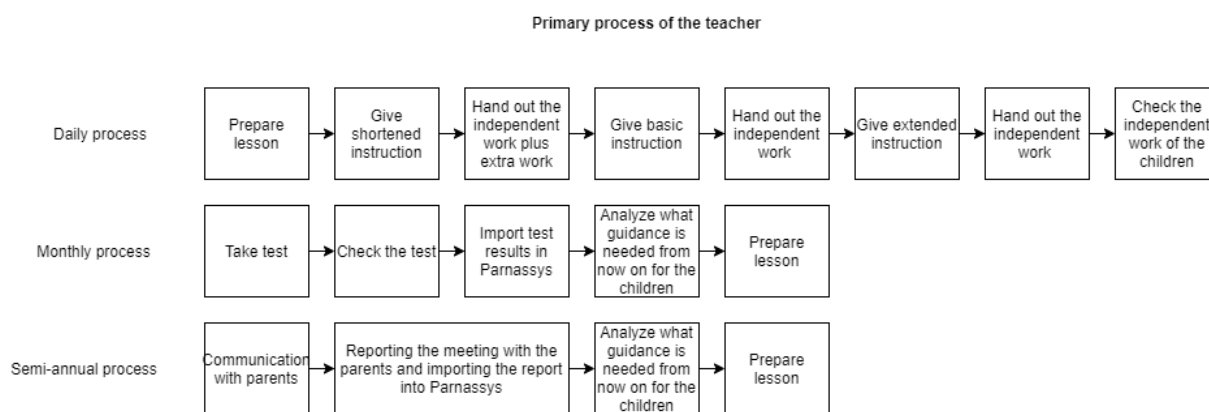 Primary process of the teacher
Daily process
Prepare
lesson
Give
shortened
instruction
Hand out the
independent
work plus
extra work
Give basic
instruction
Hand out the
independent
work
Give extended
instruction
Hand out the
independent
work
Check the
independent
work of the
children
Monthly process
Take test
Check the test
Import test
results in
Parnassys
Analyze what
guidance is
needed from
now on for the
children
Prepare
lesson
Semi-annual process
Communication
with parents
Reporting the meeting with the
parents and importing the report
into Parnassys
Analyze what
guidance is
needed from
now on for the
children
Prepare
lesson